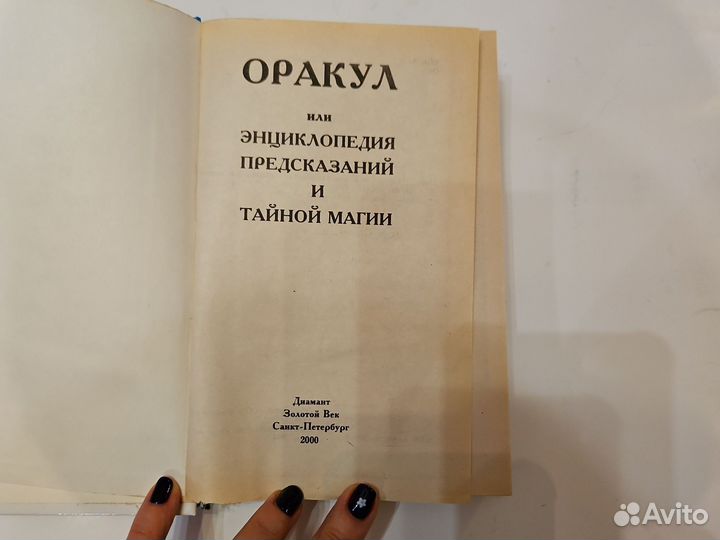 ОРАКУЛ
или
ЭНЦИКЛОПЕДИЯ
ПРЕДСКАЗАНИЙ
И
ТАЙНОЙ МАГИИ
Диамант
Золотой Век
Санкт-Петербург
2000
Avito